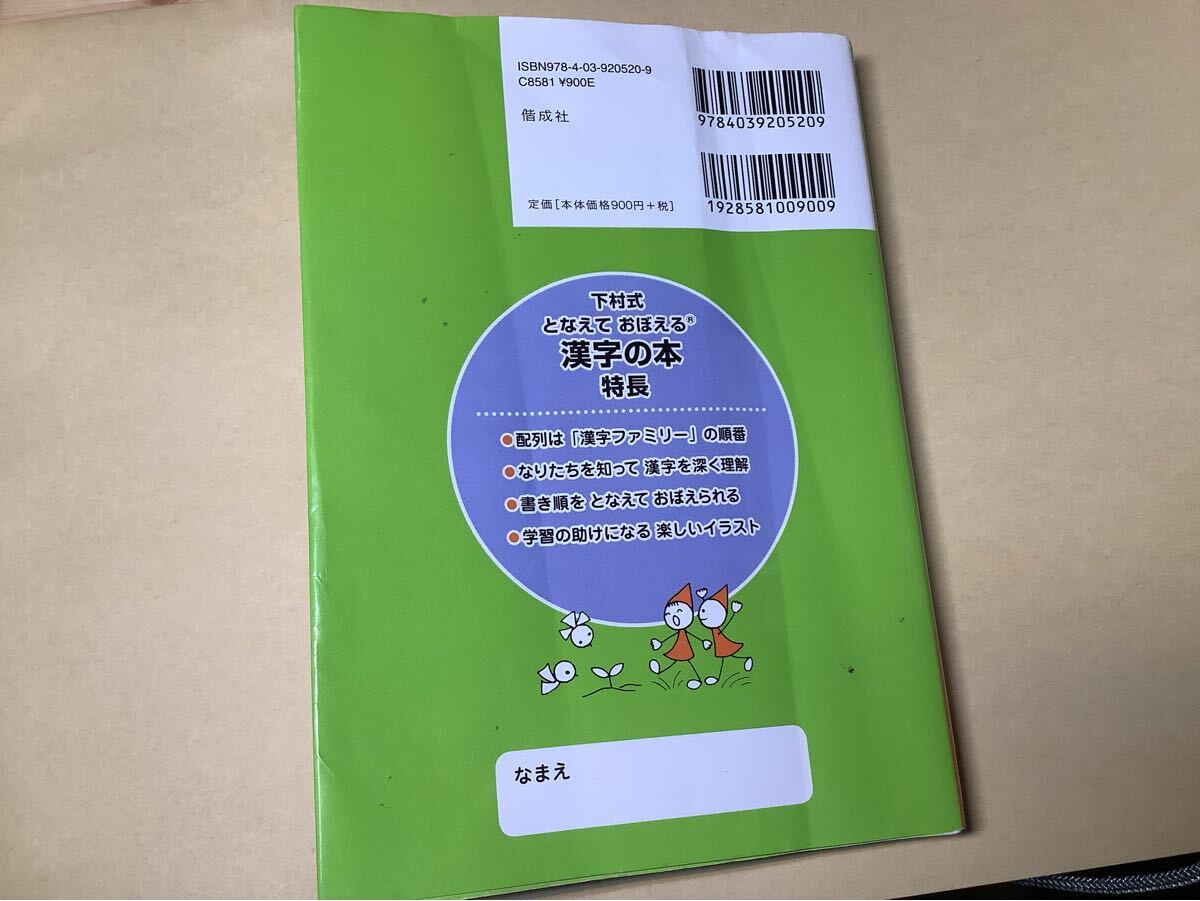 ISBN978-4-03-920520-9
C8581 ¥900E
偕成社
定価[本体価格900円+税]
9784039205209
1928581009009
下村式
となえて おぼえる®
漢字の本
特長
●配列は「漢字ファミリー」の順番
●なりたちを知って 漢字を深く理解
●書き順を となえて おぼえられる
●学習の助けになる 楽しいイラスト
なまえ